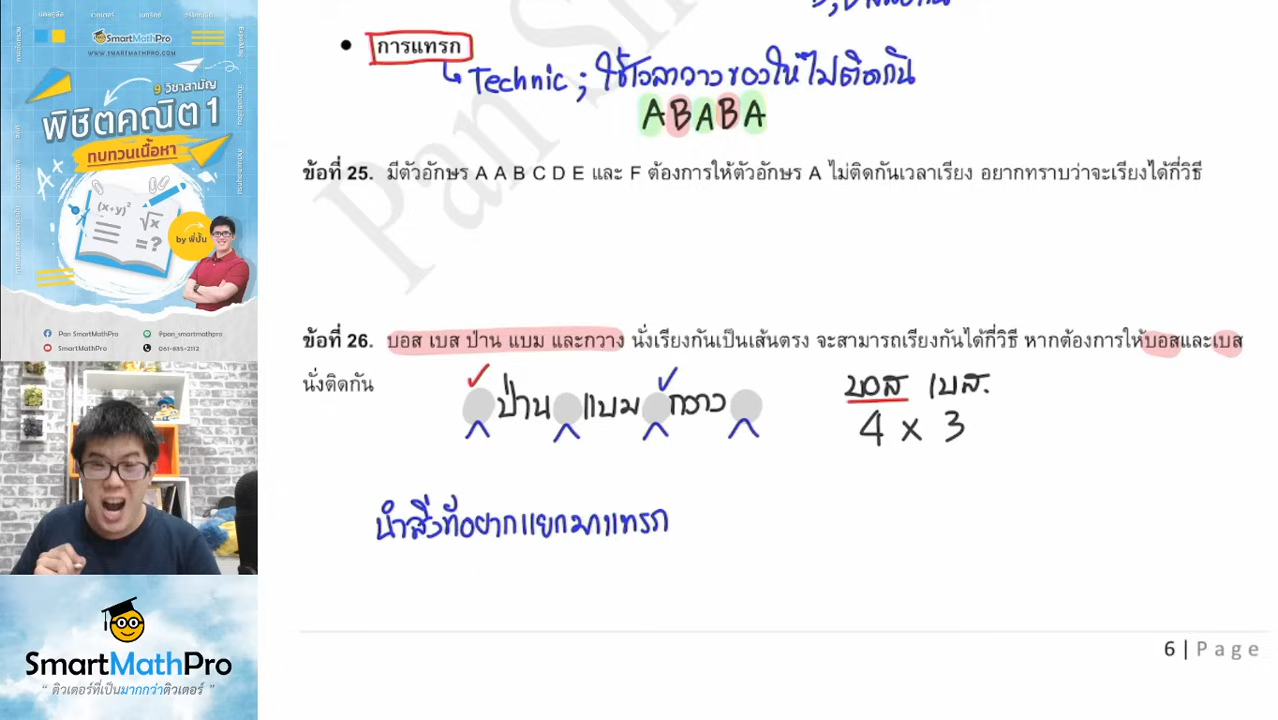 SmartMathPro
WWW.SMARTMATHPRO.COM
9 วิชาสามัญ
พิชิตคณิต 1
ทบทวนเนื้อหา
A+
(x+y)²
√x
=?
by พี่ปั้น
Pan SmartMathPro
@pan_smartmathpro
SmartMathPro
061-835-2112
SmartMathPro
“ ติวเตอร์ที่เป็นมากกว่าติวเตอร์ ”
• การแทรก
Technic ; ใช้เวลาวางของให้ไม่ติดกัน
A B A B A
ข้อที่ 25. มีตัวอักษร A A B C D E และ F ต้องการให้ตัวอักษร A ไม่ติดกันเวลาเรียง อยากทราบว่าจะเรียงได้กี่วิธี
ข้อที่ 26. บอส เบส ป่าน แบม และกวาง นั่งเรียงกันเป็นเส้นตรง จะสามารถเรียงกันได้กี่วิธี หากต้องการให้บอสและเบส
นั่งติดกัน
ป่าน แบม กวาง
บอส เบส.
4 x 3
นำสิ่งที่อยากแยกมาแทรก
6 | Page